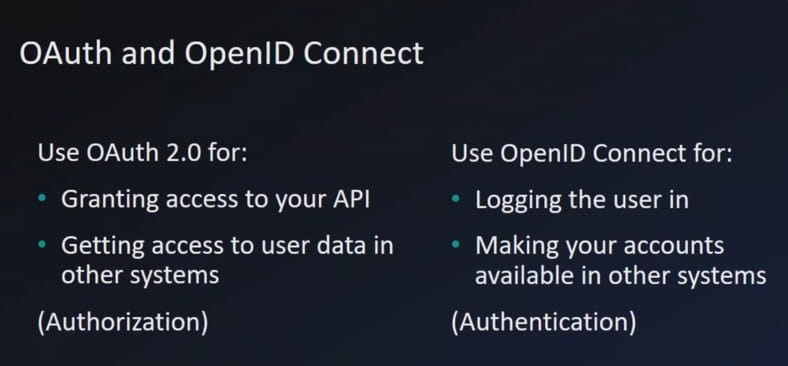 OAuth and OpenID Connect
Use OAuth 2.0 for:
• Granting access to your API
• Getting access to user data in
other systems
(Authorization)
Use OpenID Connect for:
• Logging the user in
• Making your accounts
available in other systems
(Authentication)